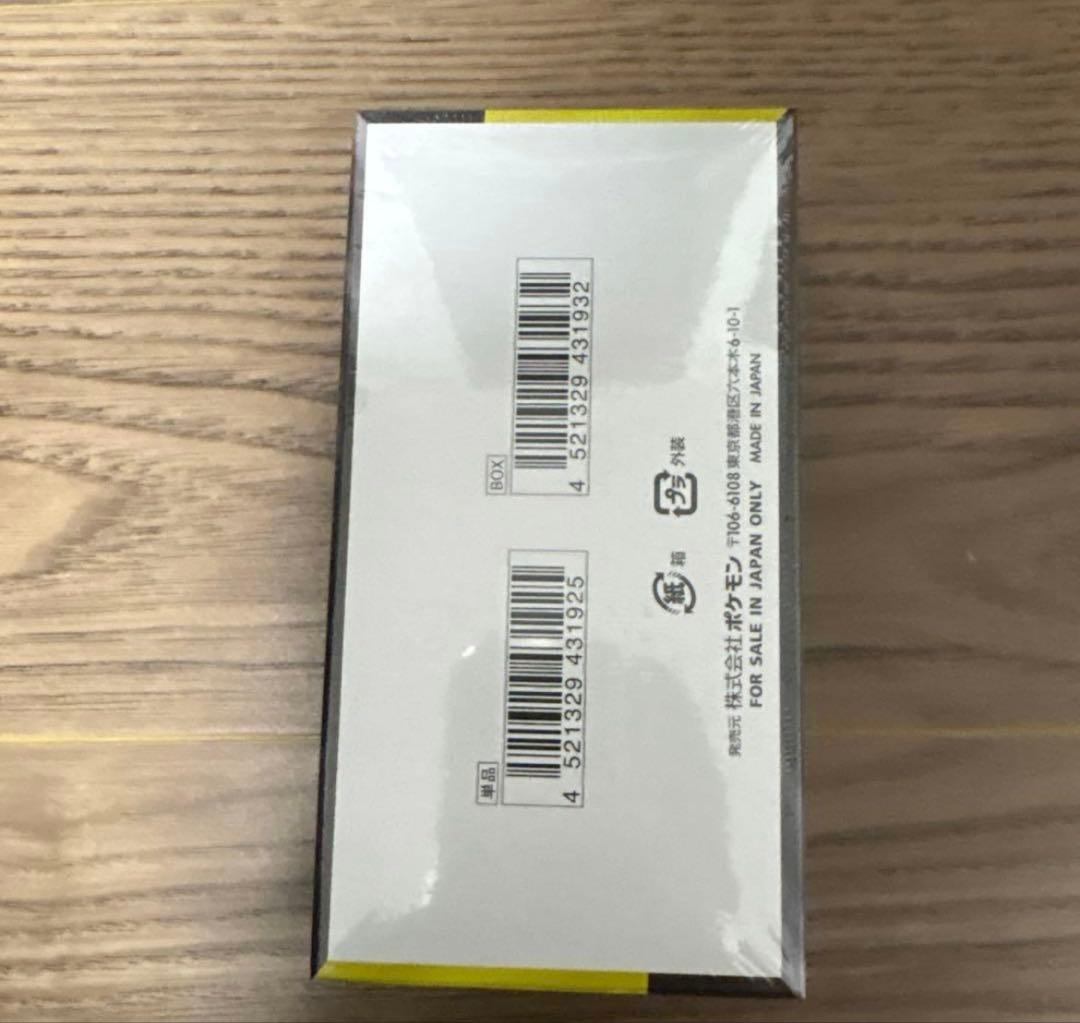 単品
4 521329 431925
BOX
4 521329 431932
紙 箱
プラ 外装
発売元 株式会社ポケモン 〒106-6108 東京都港区六本木6-10-1
FOR SALE IN JAPAN ONLY MADE IN JAPAN